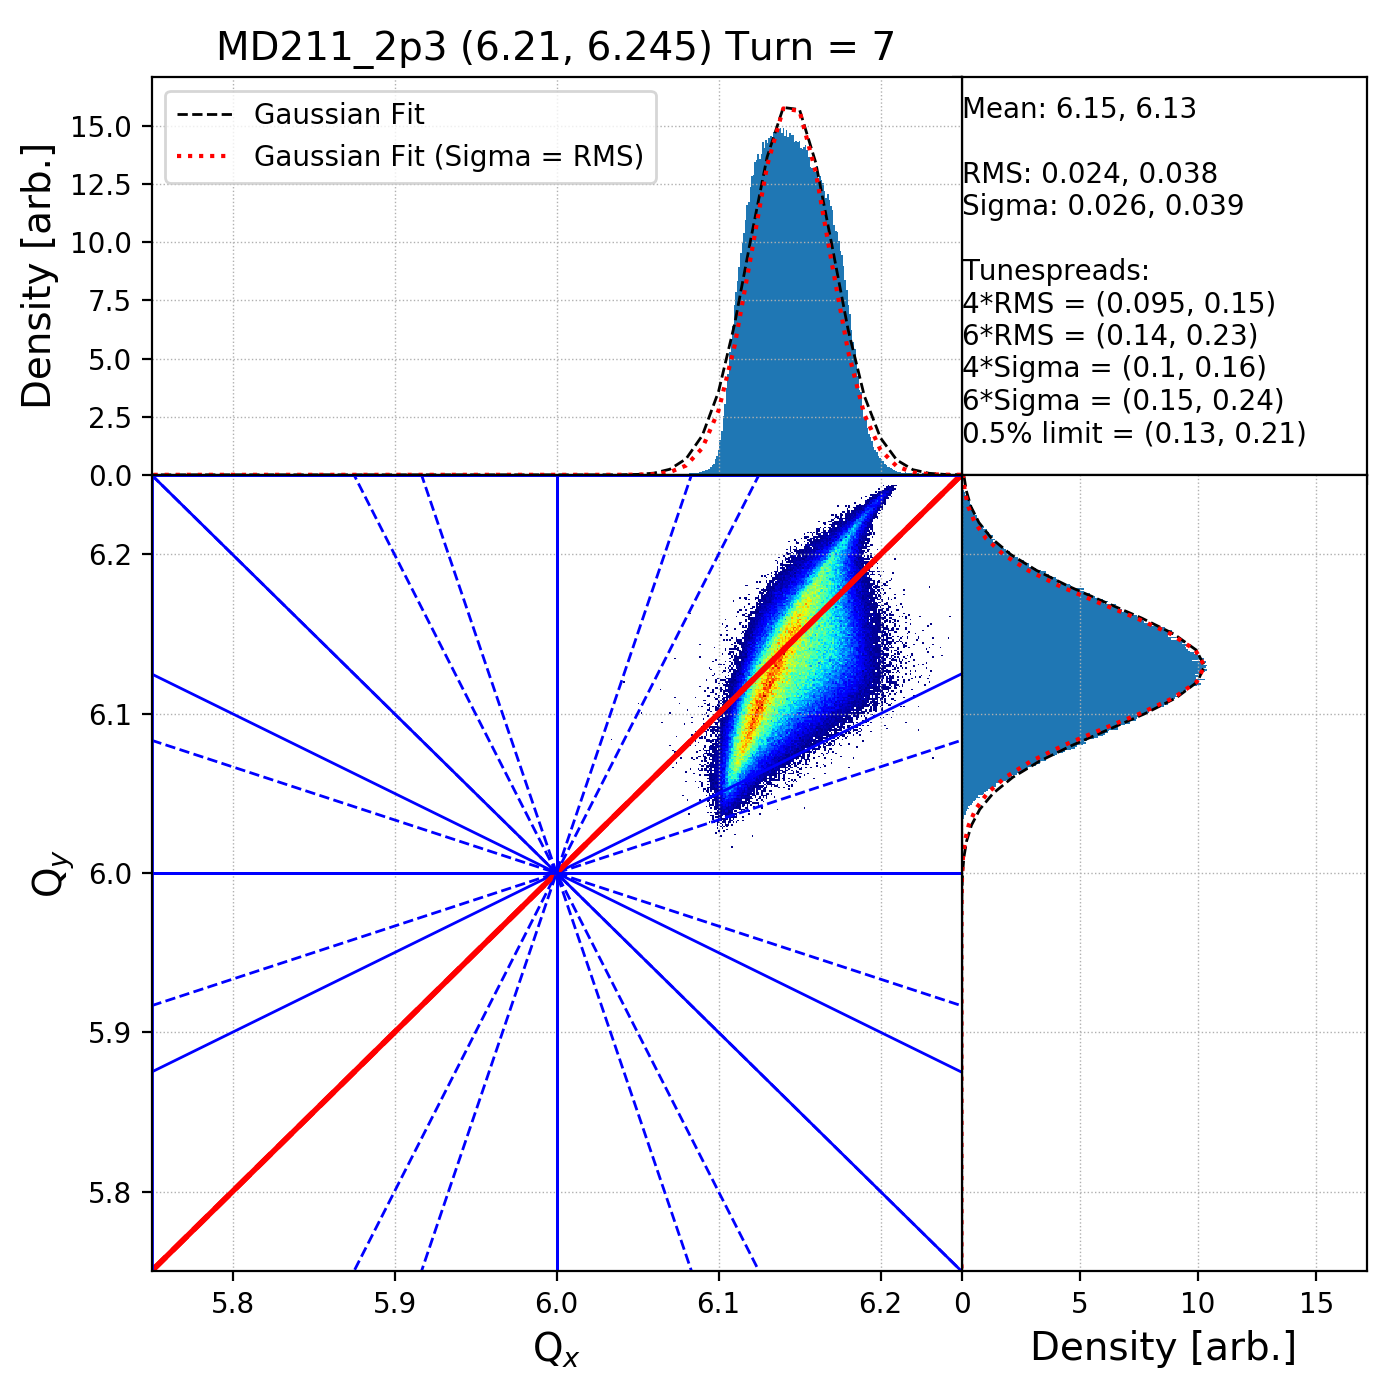 MD211_2p3 (6.21, 6.245) Turn = 7
Gaussian Fit
Gaussian Fit (Sigma = RMS)
Density [arb.]
15.0
12.5
10.0
7.5
5.0
2.5
0.0
Mean: 6.15, 6.13
RMS: 0.024, 0.038
Sigma: 0.026, 0.039
Tunespreads:
4*RMS = (0.095, 0.15)
6*RMS = (0.14, 0.23)
4*Sigma = (0.1, 0.16)
6*Sigma = (0.15, 0.24)
0.5% limit = (0.13, 0.21)
Qy
6.2
6.1
6.0
5.9
5.8
5.8 5.9 6.0 6.1 6.2
Qx
0 5 10 15
Density [arb.]